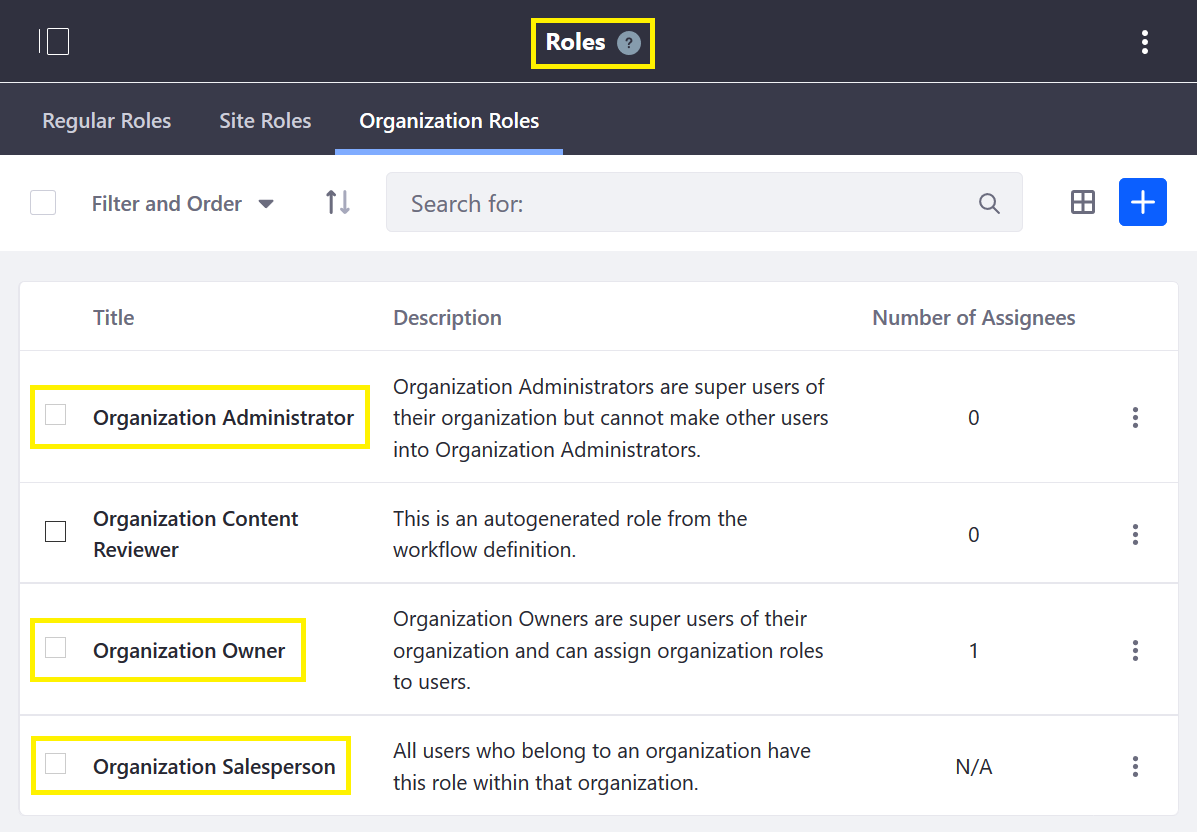 Roles ?
Regular Roles Site Roles Organization Roles
Filter and Order Search for:
Title Description Number of Assignees
Organization Administrators are super users of
Organization Administrator their organization but cannot make other users 0
into Organization Administrators.
Organization Content This is an autogenerated role from the
Reviewer workflow definition. 0
Organization Owners are super users of their
Organization Owner organization and can assign organization roles 1
to users.
Organization Salesperson All users who belong to an organization have N/A
this role within that organization.